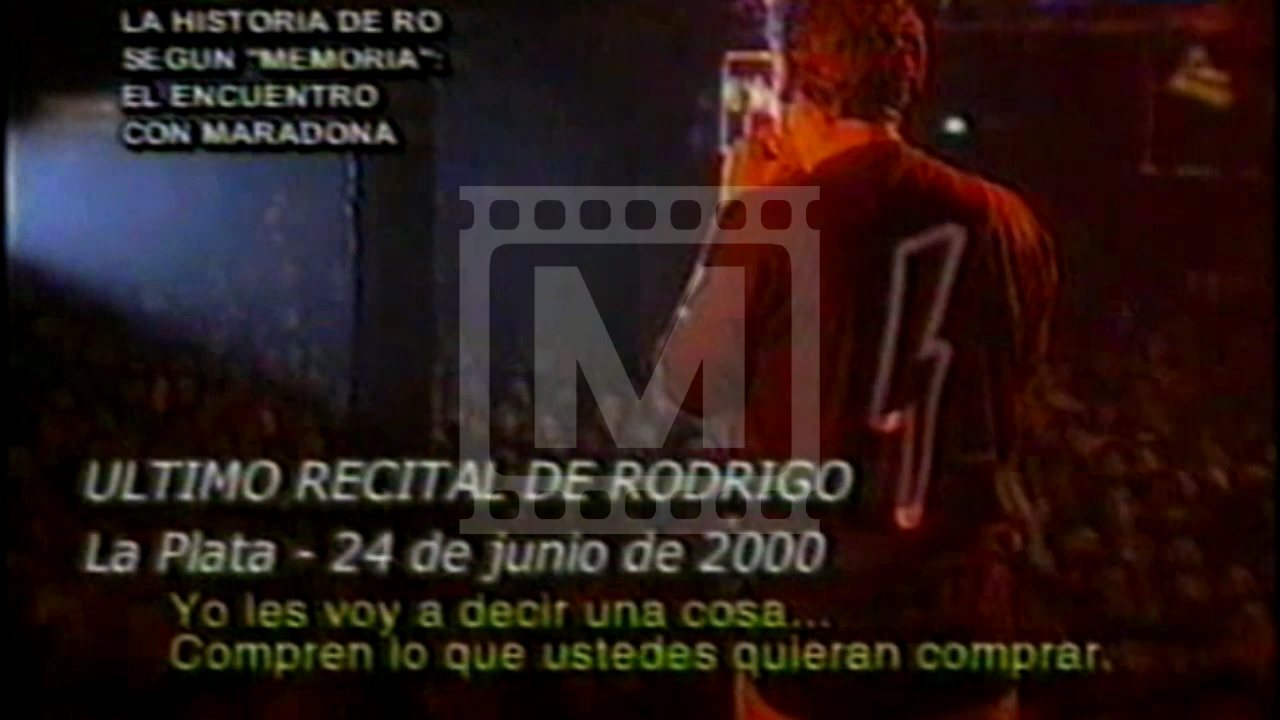 LA HISTORIA DE RO
SEGUN "MEMORIA":
EL ENCUENTRO
CON MARADONA
M
ULTIMO RECITAL DE RODRIGO
La Plata - 24 de junio de 2000
Yo les voy a decir una cosa...
Compren lo que ustedes quieran comprar.